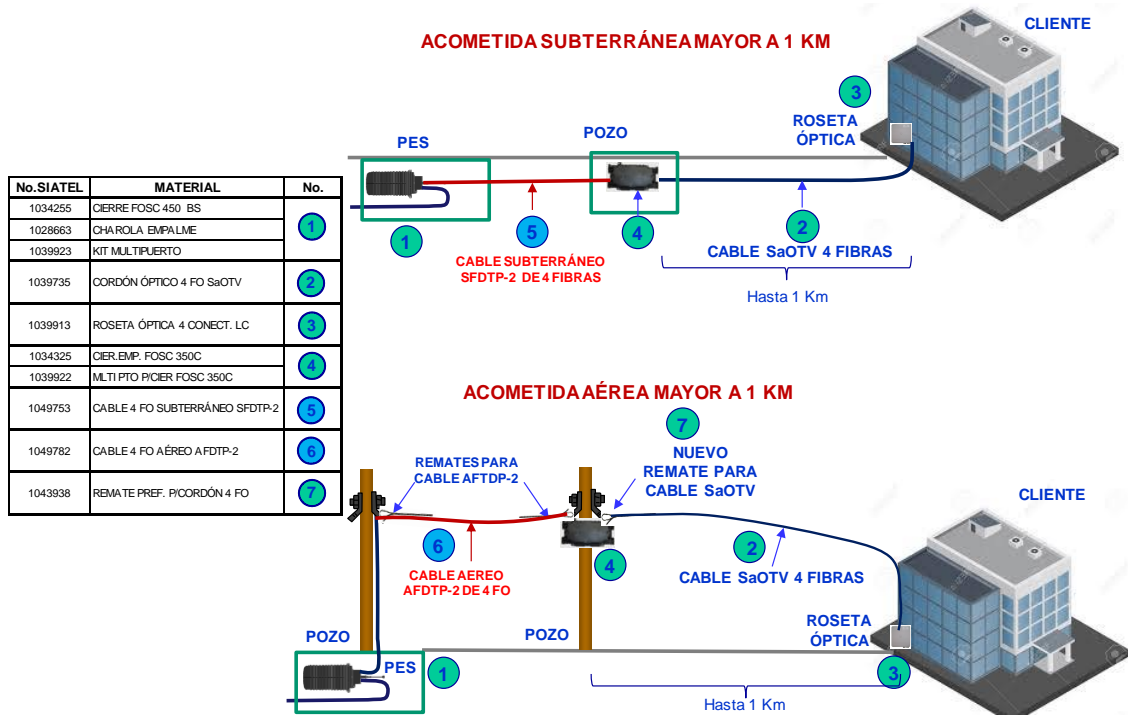 ACOMETIDA SUBTERRÁNEA MAYOR A 1 KM
CLIENTE
3
ROSETA
ÓPTICA
PES
POZO
1
5
4
2
CABLE SUBTERRÁNEO
SFDTP-2 DE 4 FIBRAS
CABLE SaOTV 4 FIBRAS
Hasta 1 Km
No.SIATEL MATERIAL No.
1034255 CIERRE FOSC 450 BS
1028663 CHAROLA EMPALME 1
1039923 KIT MULTIPUERTO
1039735 CORDÓN ÓPTICO 4 FO SaOTV 2
1039913 ROSETA ÓPTICA 4 CONECT. LC 3
1034325 CIER.EMP. FOSC 350C 4
1039922 MLTI PTO P/CIER FOSC 350C
1049753 CABLE 4 FO SUBTERRÁNEO SFDTP-2 5
1049782 CABLE 4 FO AÉREO AFDTP-2 6
1043938 REMATE PREF. P/CORDÓN 4 FO 7
ACOMETIDA AÉREA MAYOR A 1 KM
7
NUEVO
REMATE PARA
CABLE SaOTV
REMATES PARA
CABLE AFTDP-2
CLIENTE
6
CABLE AEREO
AFDTP-2 DE 4 FO
4
2
CABLE SaOTV 4 FIBRAS
ROSETA
ÓPTICA
POZO
POZO
PES
1
3
Hasta 1 Km